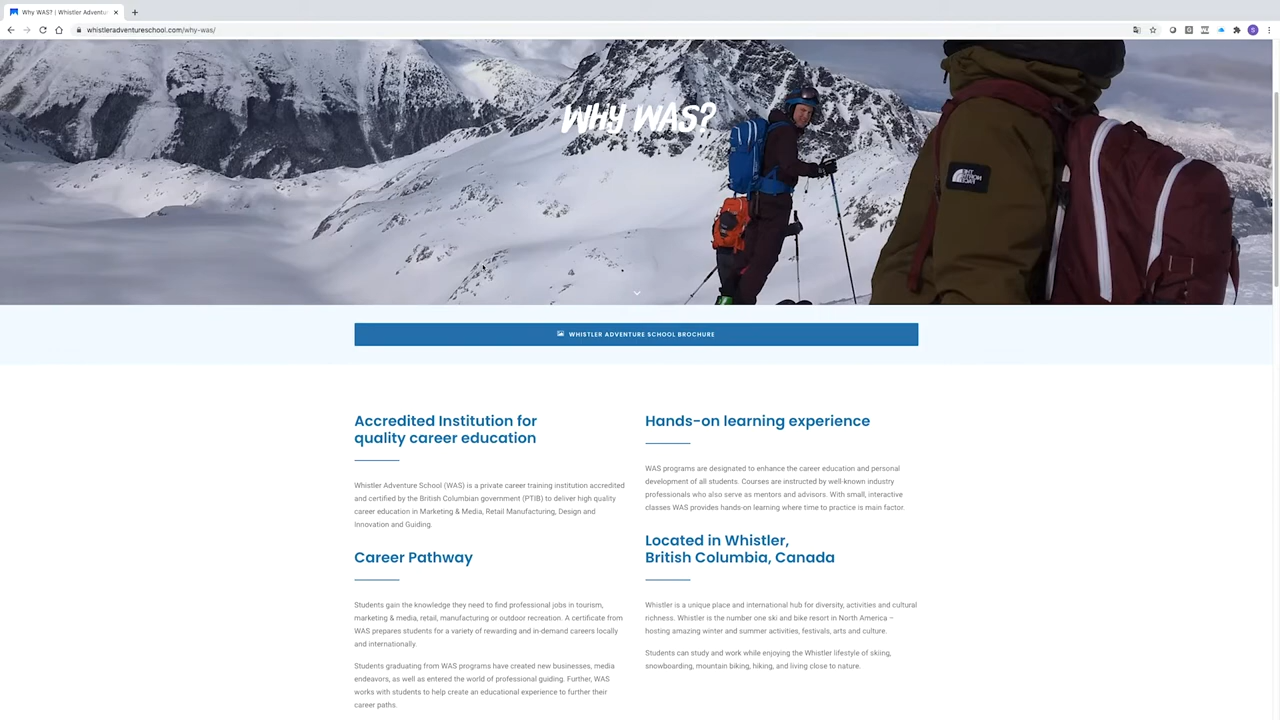 Why WAS? | Whistler Adventu
whistleradventureschool.com/why-was/
S
WHY WAS?
THE
NORTH
FACE
WHISTLER ADVENTURE SCHOOL BROCHURE
Accredited Institution for
quality career education
Whistler Adventure School (WAS) is a private career training institution accredited
and certified by the British Columbian government (PTIB) to deliver high quality
career education in Marketing & Media, Retail Manufacturing, Design and
Innovation and Guiding.
Career Pathway
Students gain the knowledge they need to find professional jobs in tourism,
marketing & media, retail, manufacturing or outdoor recreation. A certificate from
WAS prepares students for a variety of rewarding and in-demand careers locally
and internationally.
Students graduating from WAS programs have created new businesses, media
endeavors, as well as entered the world of professional guiding. Further, WAS
works with students to help create an educational experience to further their
career paths.
Hands-on learning experience
WAS programs are designated to enhance the career education and personal
development of all students. Courses are instructed by well-known industry
professionals who also serve as mentors and advisors. With small, interactive
classes WAS provides hands-on learning where time to practice is main factor.
Located in Whistler,
British Columbia, Canada
Whistler is a unique place and international hub for diversity, activities and cultural
richness. Whistler is the number one ski and bike resort in North America –
hosting amazing winter and summer activities, festivals, arts and culture.
Students can study and work while enjoying the Whistler lifestyle of skiing,
snowboarding, mountain biking, hiking, and living close to nature.